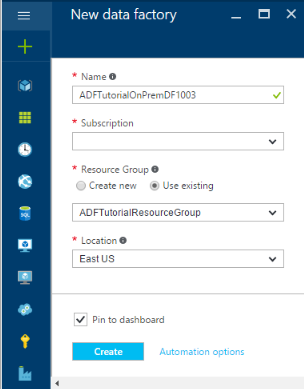 New data factory
* Name
ADFTutorialOnPremDF1003
* Subscription
* Resource Group
Create new Use existing
ADFTutorialResourceGroup
* Location
East US
Pin to dashboard
Create Automation options